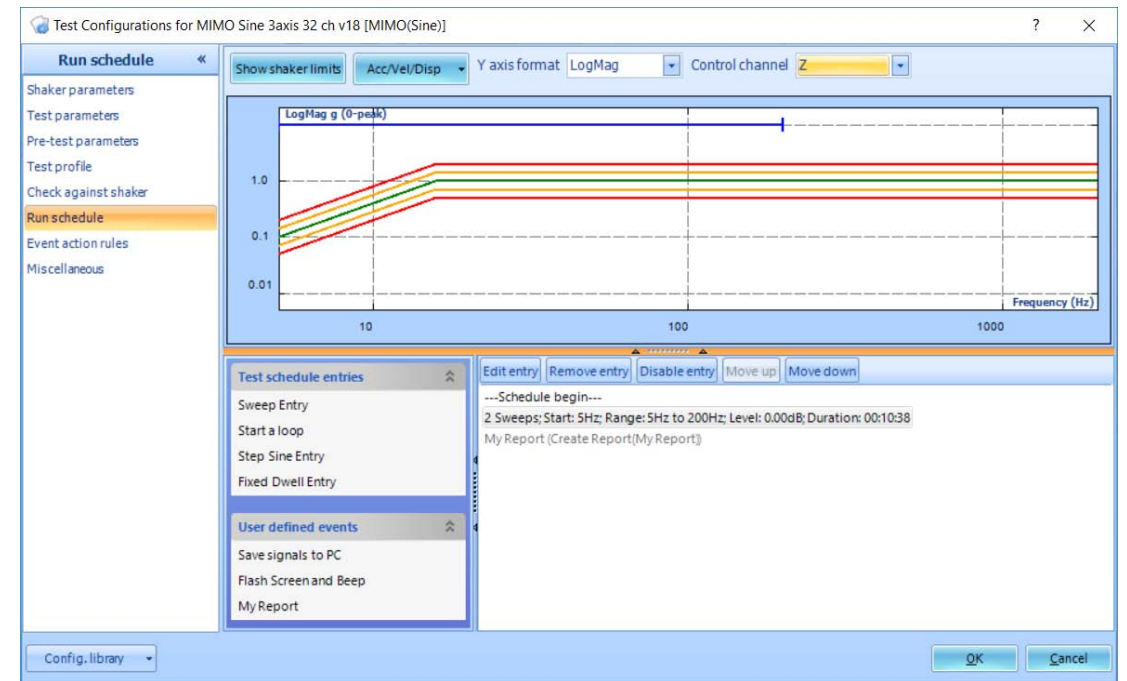 Test Configurations for MIMO Sine 3axis 32 ch v18 [MIMO(Sine)]
?
Run schedule «
Shaker parameters
Test parameters
Pre-test parameters
Test profile
Check against shaker
Run schedule
Event action rules
Miscellaneous
Show shaker limits Acc/Vel/Disp Y axis format LogMag Control channel Z
LogMag g (0-peak)
1.0
0.1
0.01
Frequency (Hz)
10 100 1000
Test schedule entries
Sweep Entry
Start a loop
Step Sine Entry
Fixed Dwell Entry
User defined events
Save signals to PC
Flash Screen and Beep
My Report
Edit entry Remove entry Disable entry Move up Move down
---Schedule begin---
2 Sweeps; Start: 5Hz; Range: 5Hz to 200Hz; Level: 0.00dB; Duration: 00:10:38
My Report (Create Report(My Report))
Config. library
OK Cancel